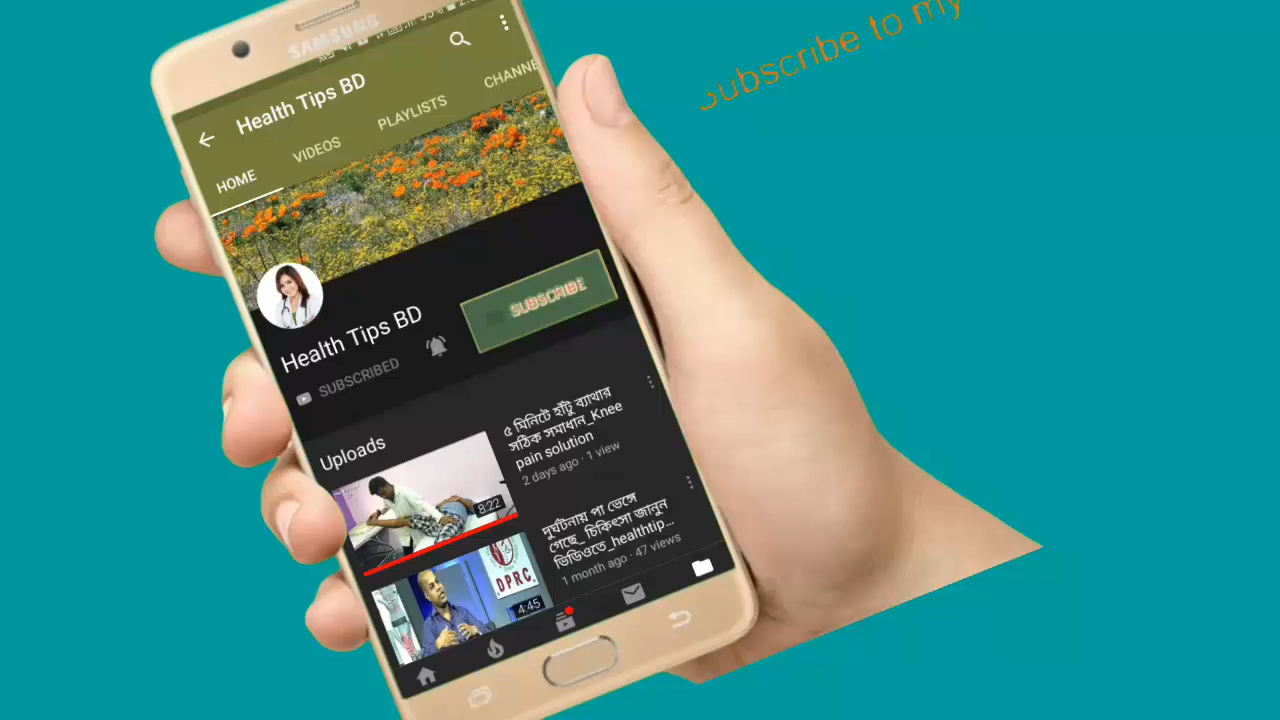 subscribe to my
SAMSUNG
Health Tips BD
HOME
VIDEOS
PLAYLISTS
CHANNE
Health Tips BD
SUBSCRIBED
SUBSCRIBE
Uploads
8:22
৫ মিনিটে হাঁটু ব্যাথার
সঠিক সমাধান_Knee
pain solution
2 days ago · 1 view
DPRC
4:45
দুর্ঘটনায় পা ভেঙ্গে
গেছে_ চিকিৎসা জানুন
ভিডিওতে_healthtip...
1 month ago · 47 views